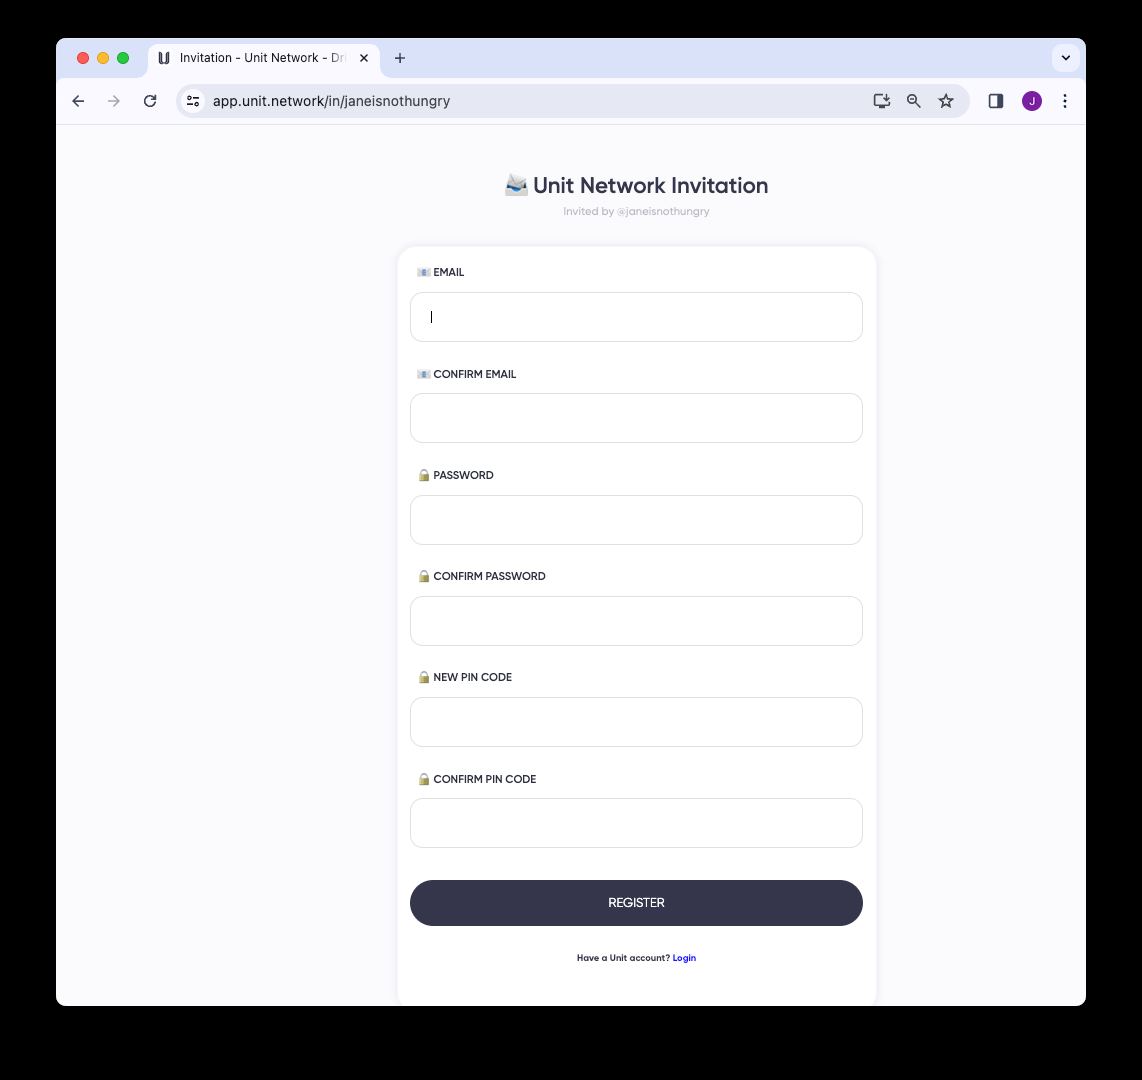 Invitation - Unit Network - Dri
app.unit.network/in/janeisnothungry
J
Unit Network Invitation
Invited by @janeisnothungry
EMAIL
CONFIRM EMAIL
PASSWORD
CONFIRM PASSWORD
NEW PIN CODE
CONFIRM PIN CODE
REGISTER
Have a Unit account? Login